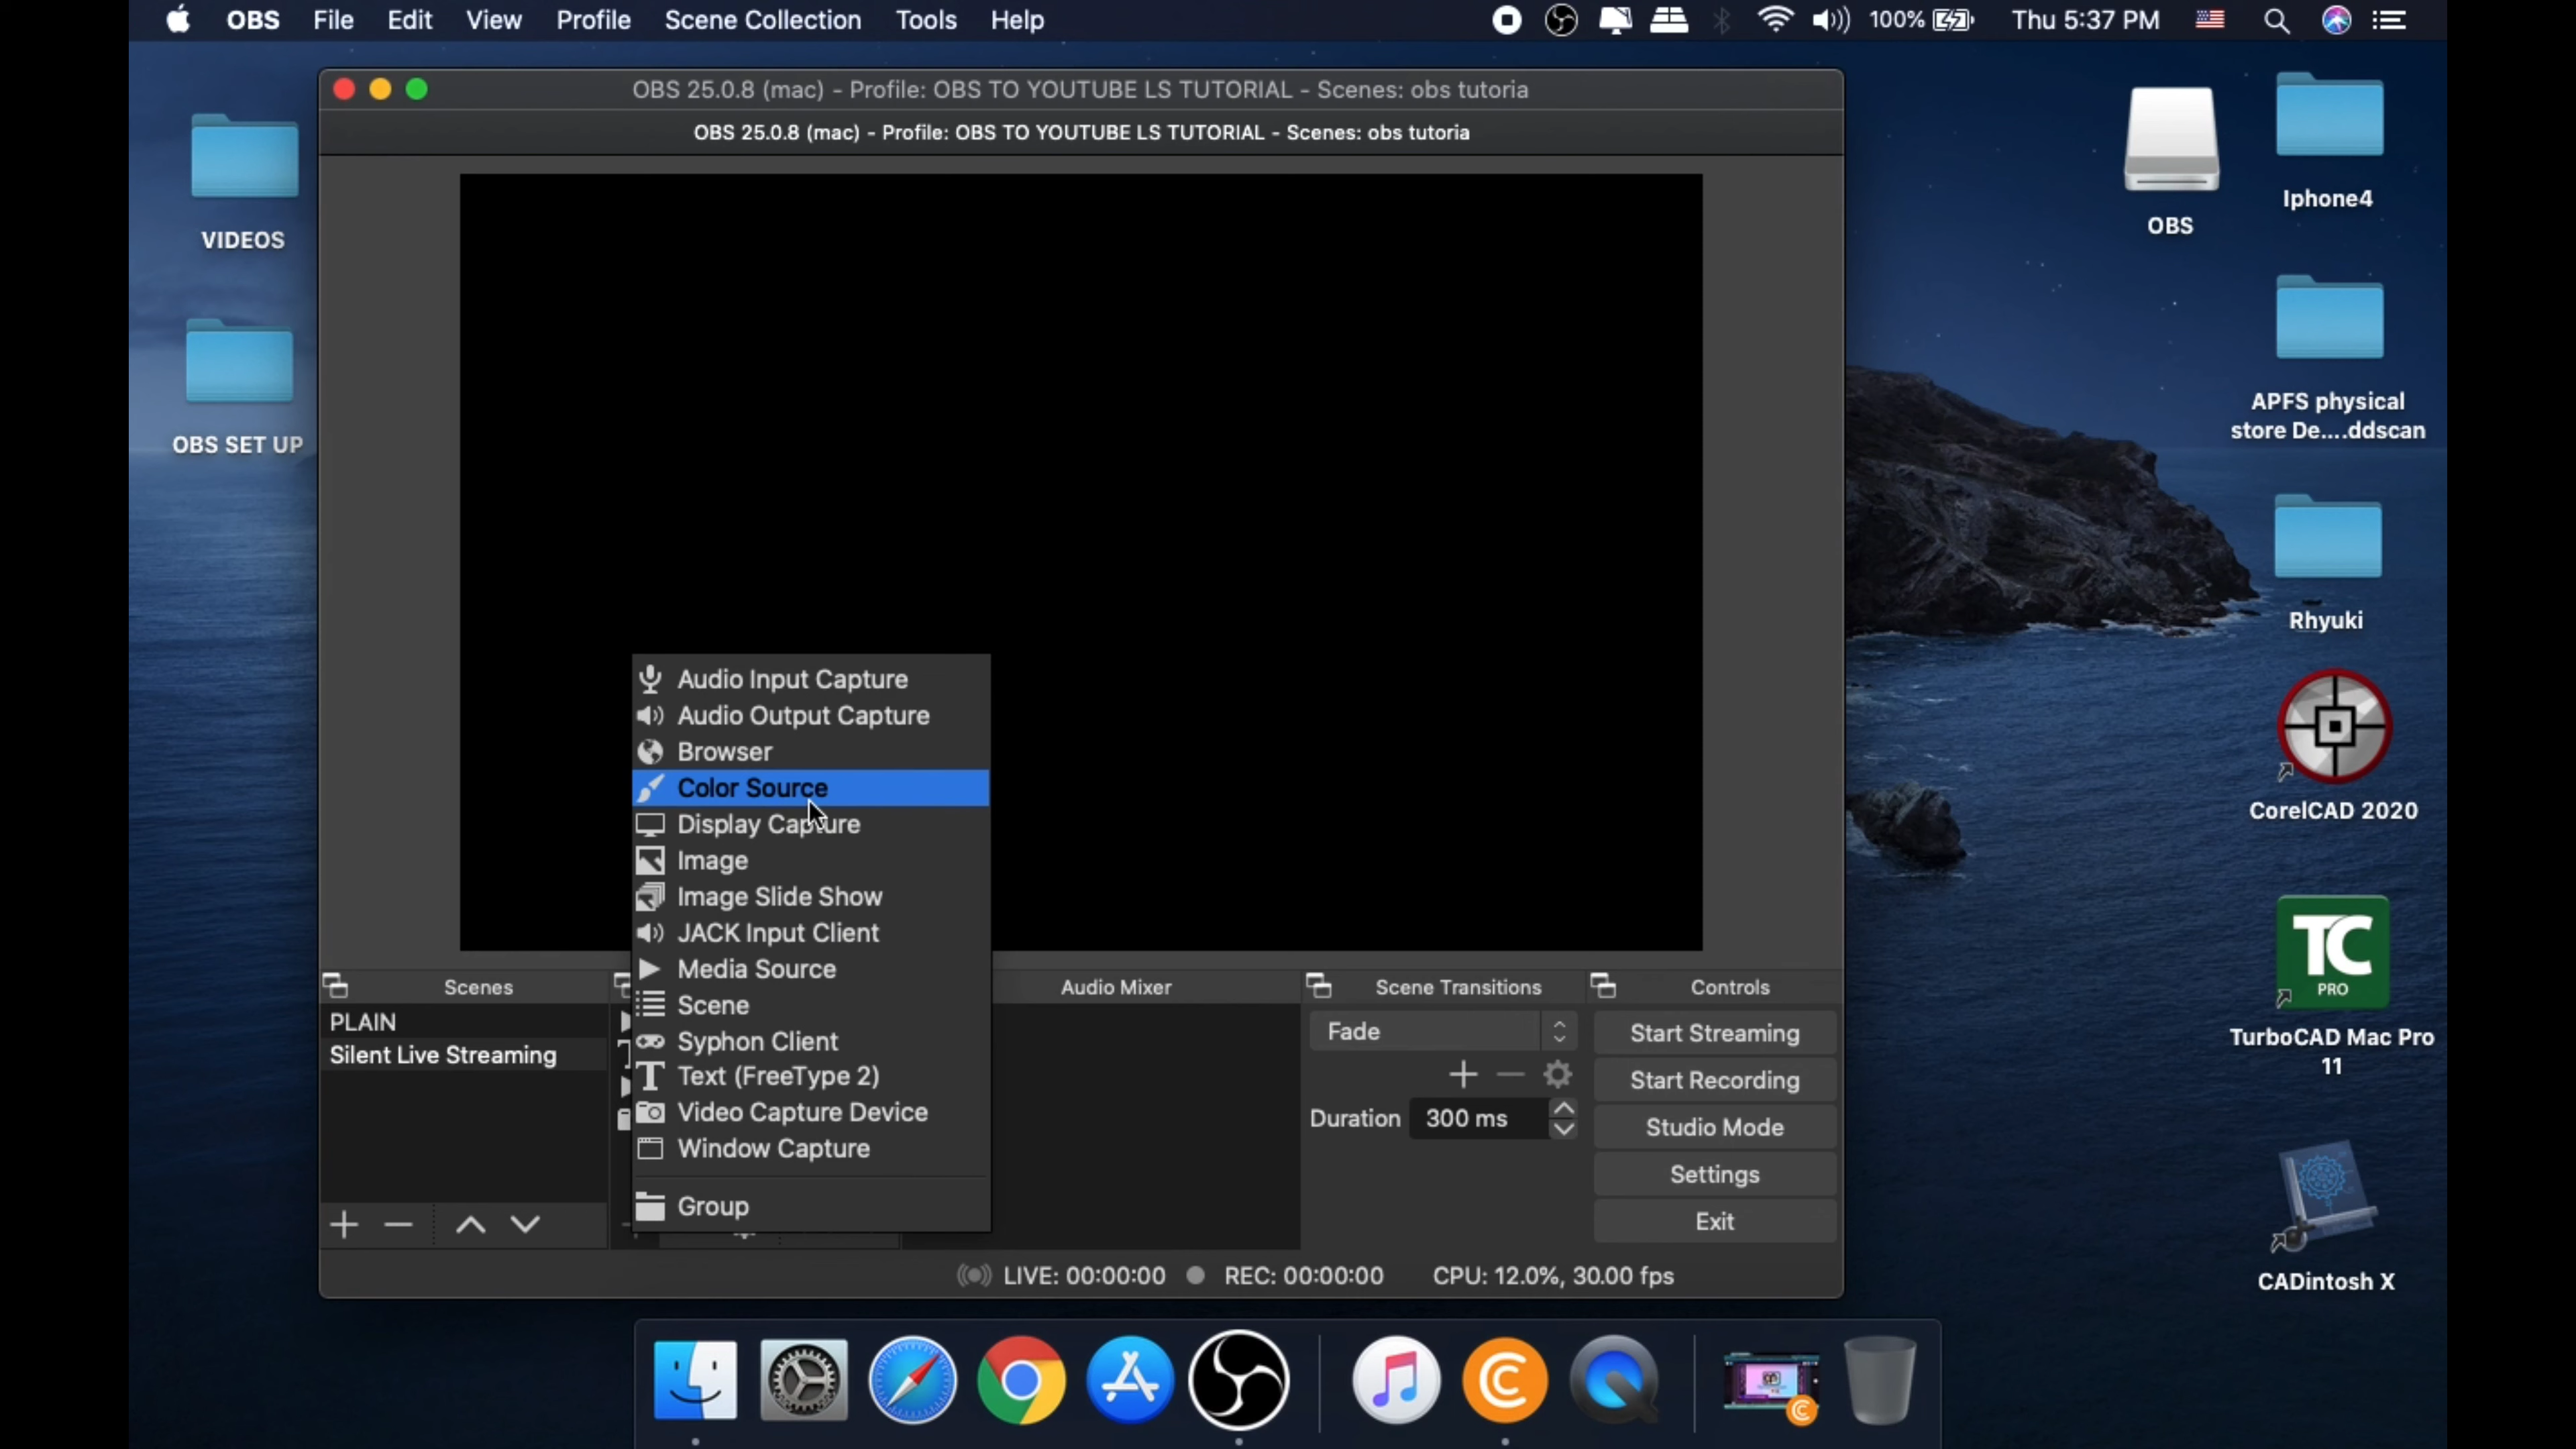 OBS File Edit View Profile Scene Collection Tools Help 100% Thu 5:37 PM
OBS 25.0.8 (mac) - Profile: OBS TO YOUTUBE LS TUTORIAL - Scenes: obs tutoria
OBS 25.0.8 (mac) - Profile: OBS TO YOUTUBE LS TUTORIAL - Scenes: obs tutoria
VIDEOS
OBS SET UP
OBS
Iphone4
APFS physical
store De....ddscan
Rhyuki
CorelCAD 2020
TC
PRO
TurboCAD Mac Pro
11
CADintosh X
Audio Input Capture
Audio Output Capture
Browser
Color Source
Display Capture
Image
Image Slide Show
JACK Input Client
Media Source
Scene
Syphon Client
Text (FreeType 2)
Video Capture Device
Window Capture
Group
Scenes
PLAIN
Silent Live Streaming
Audio Mixer
Scene Transitions
Fade
Duration 300 ms
Controls
Start Streaming
Start Recording
Studio Mode
Settings
Exit
LIVE: 00:00:00 REC: 00:00:00 CPU: 12.0%, 30.00 fps